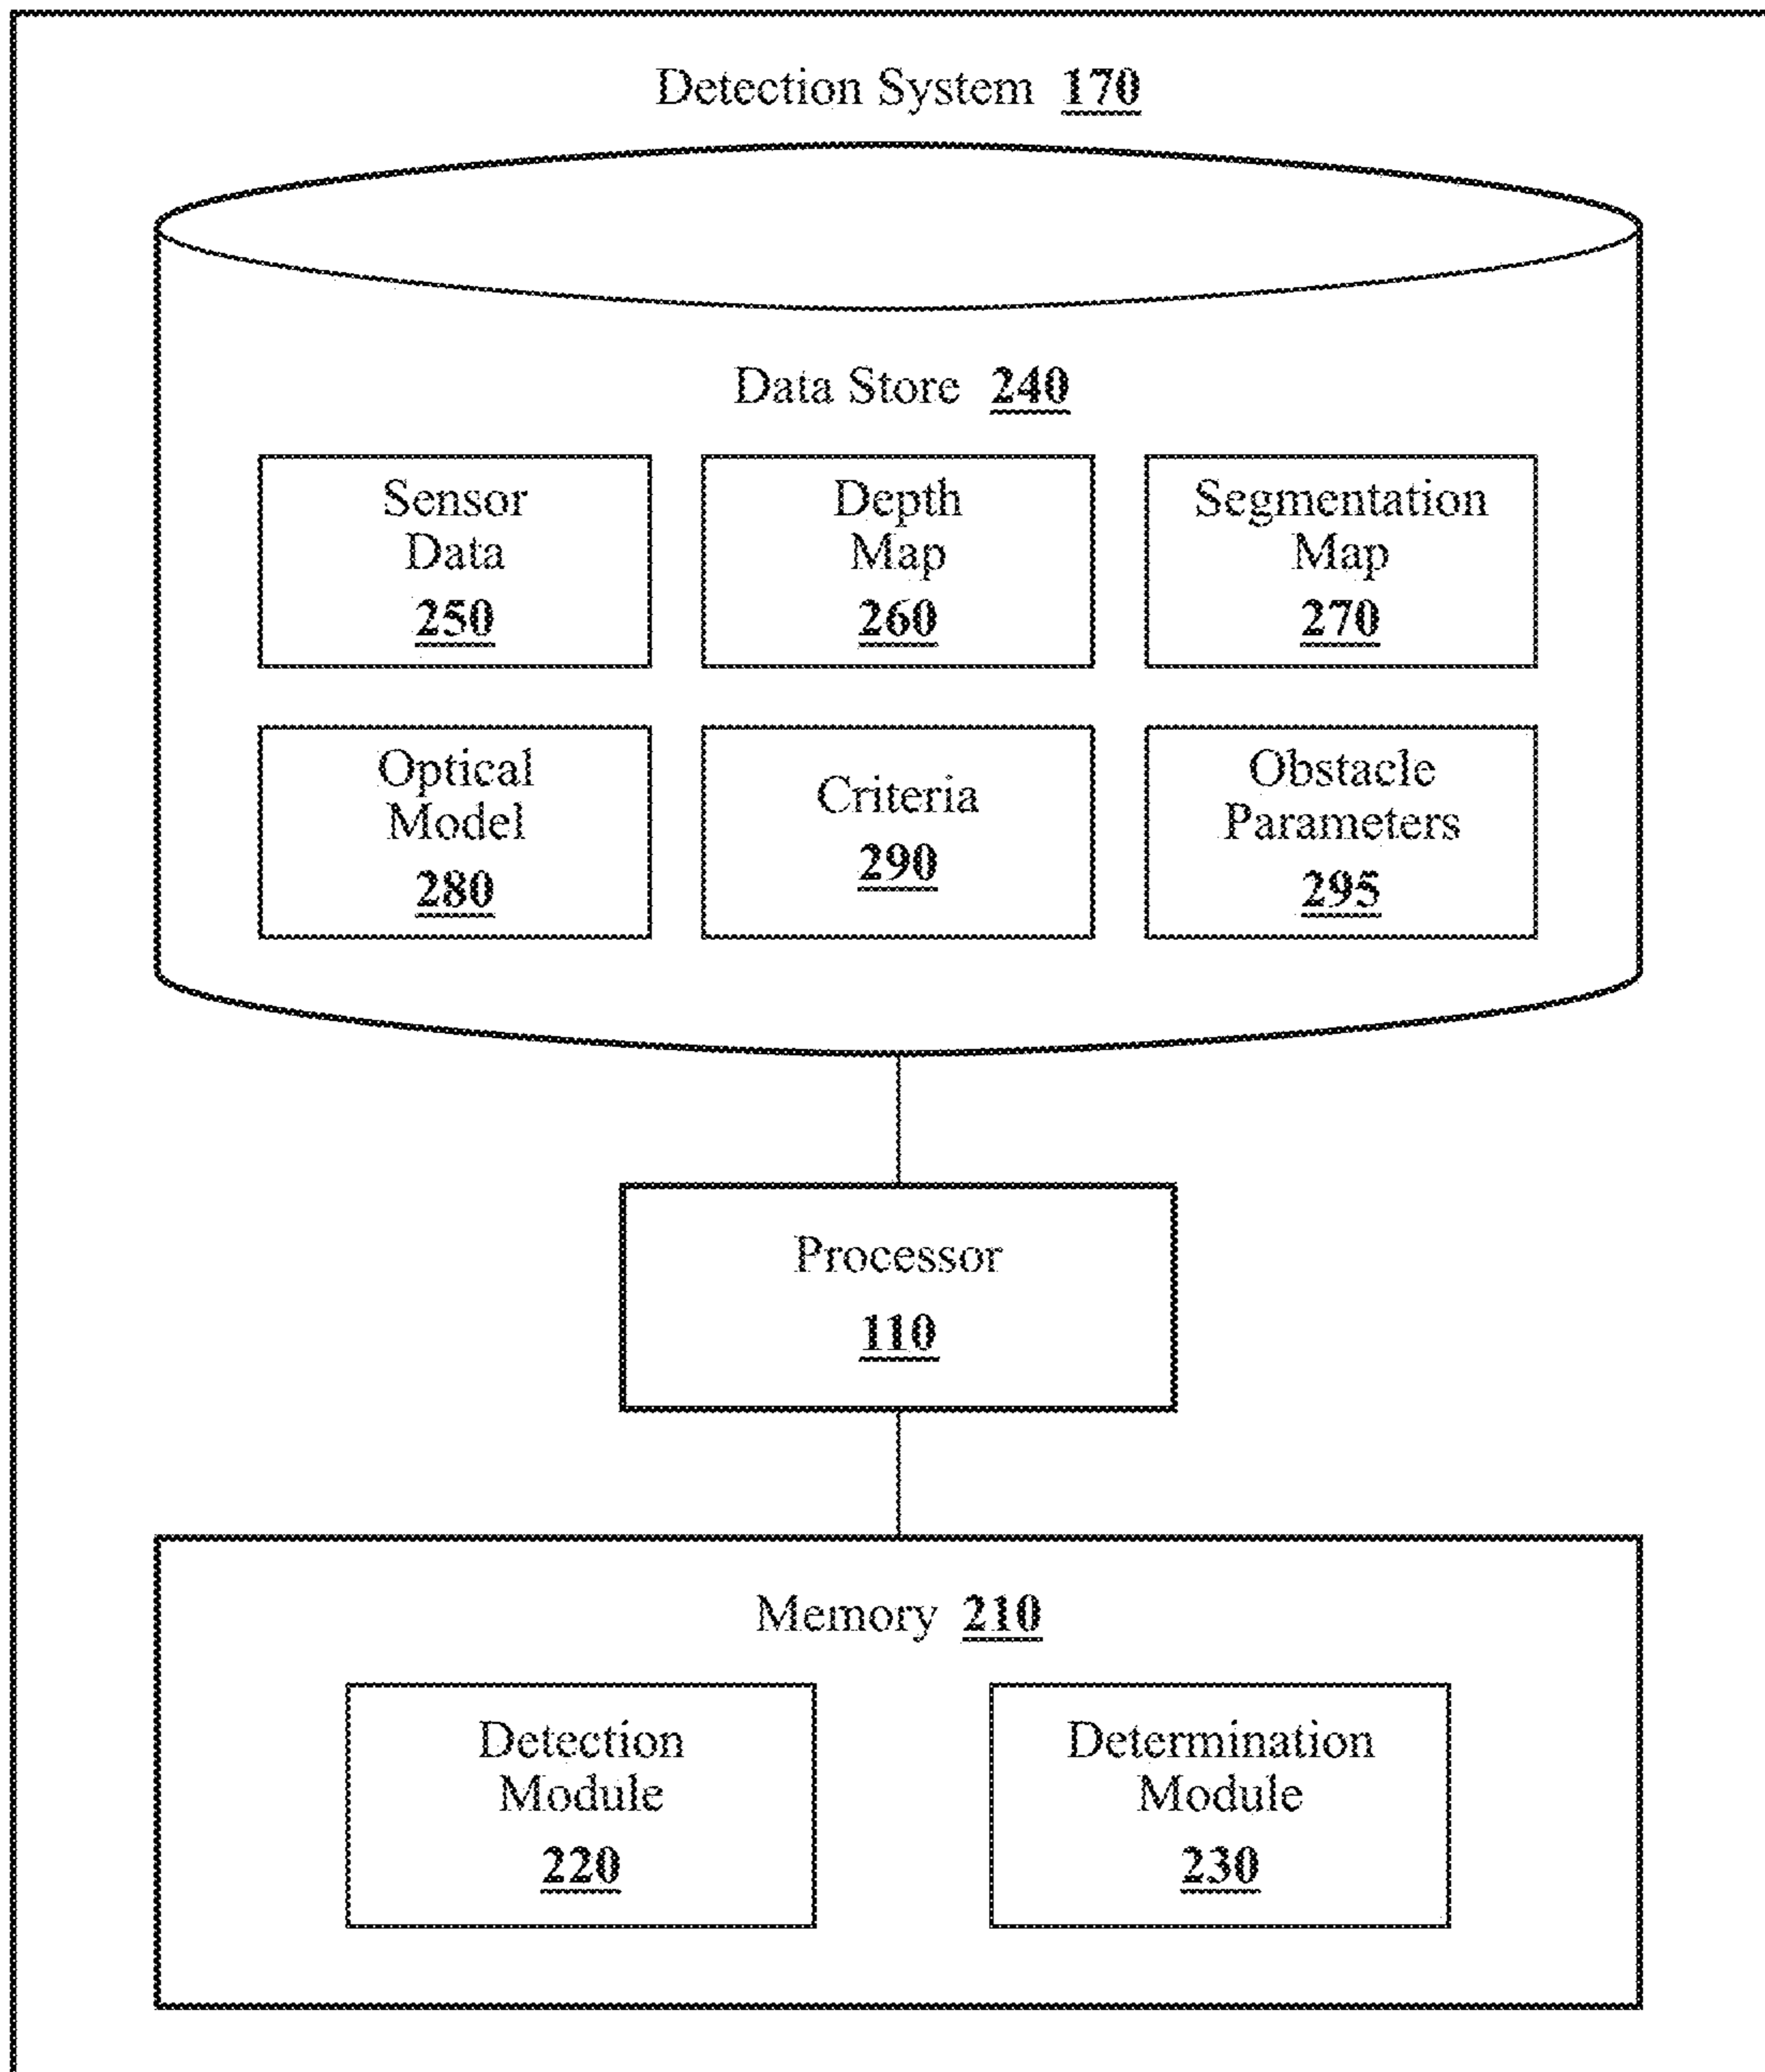 Detection System 170
Data Store 240
Sensor
Data
250
Depth
Map
260
Segmentation
Map
270
Optical
Model
280
Criteria
290
Obstacle
Parameters
295
Processor
110
Memory 210
Detection
Module
220
Determination
Module
230